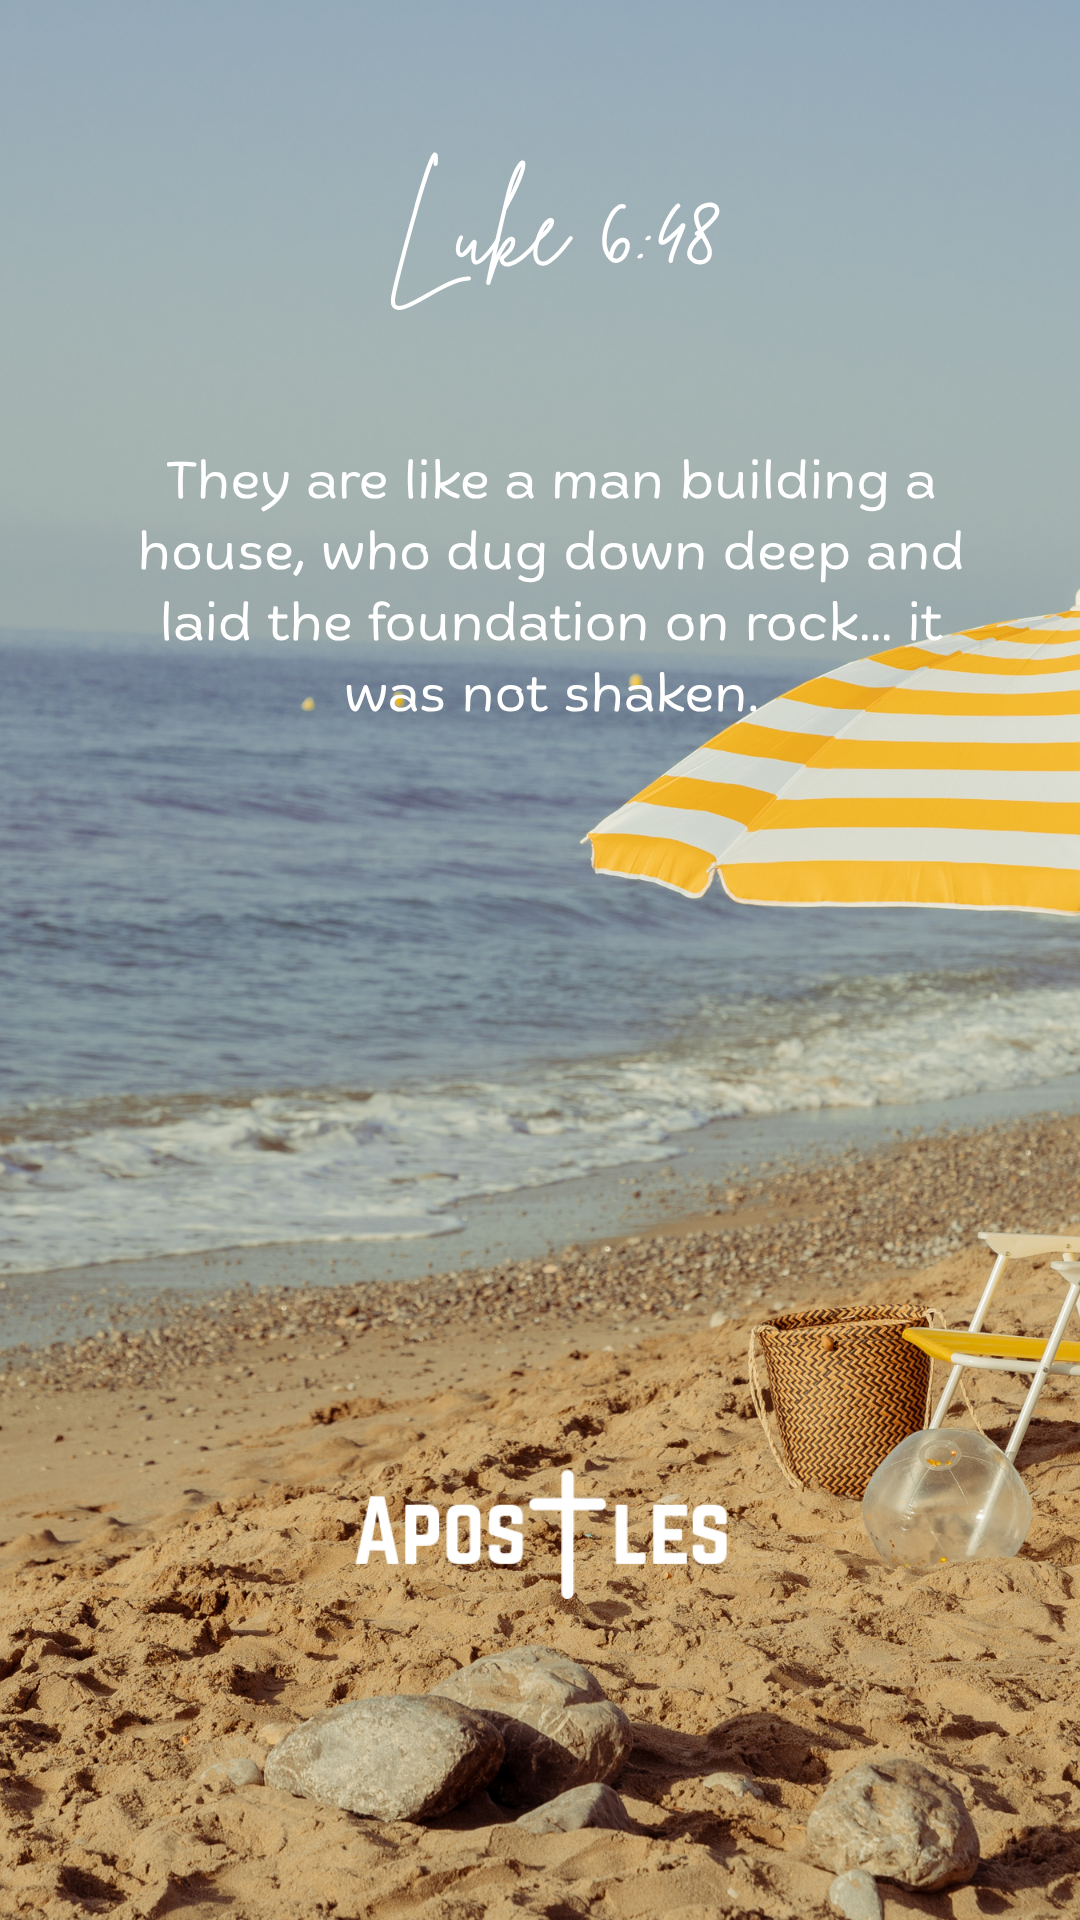 Luke 6:48
They are like a man building a
house, who dug down deep and
laid the foundation on rock... it
was not shaken.
APOSTLES